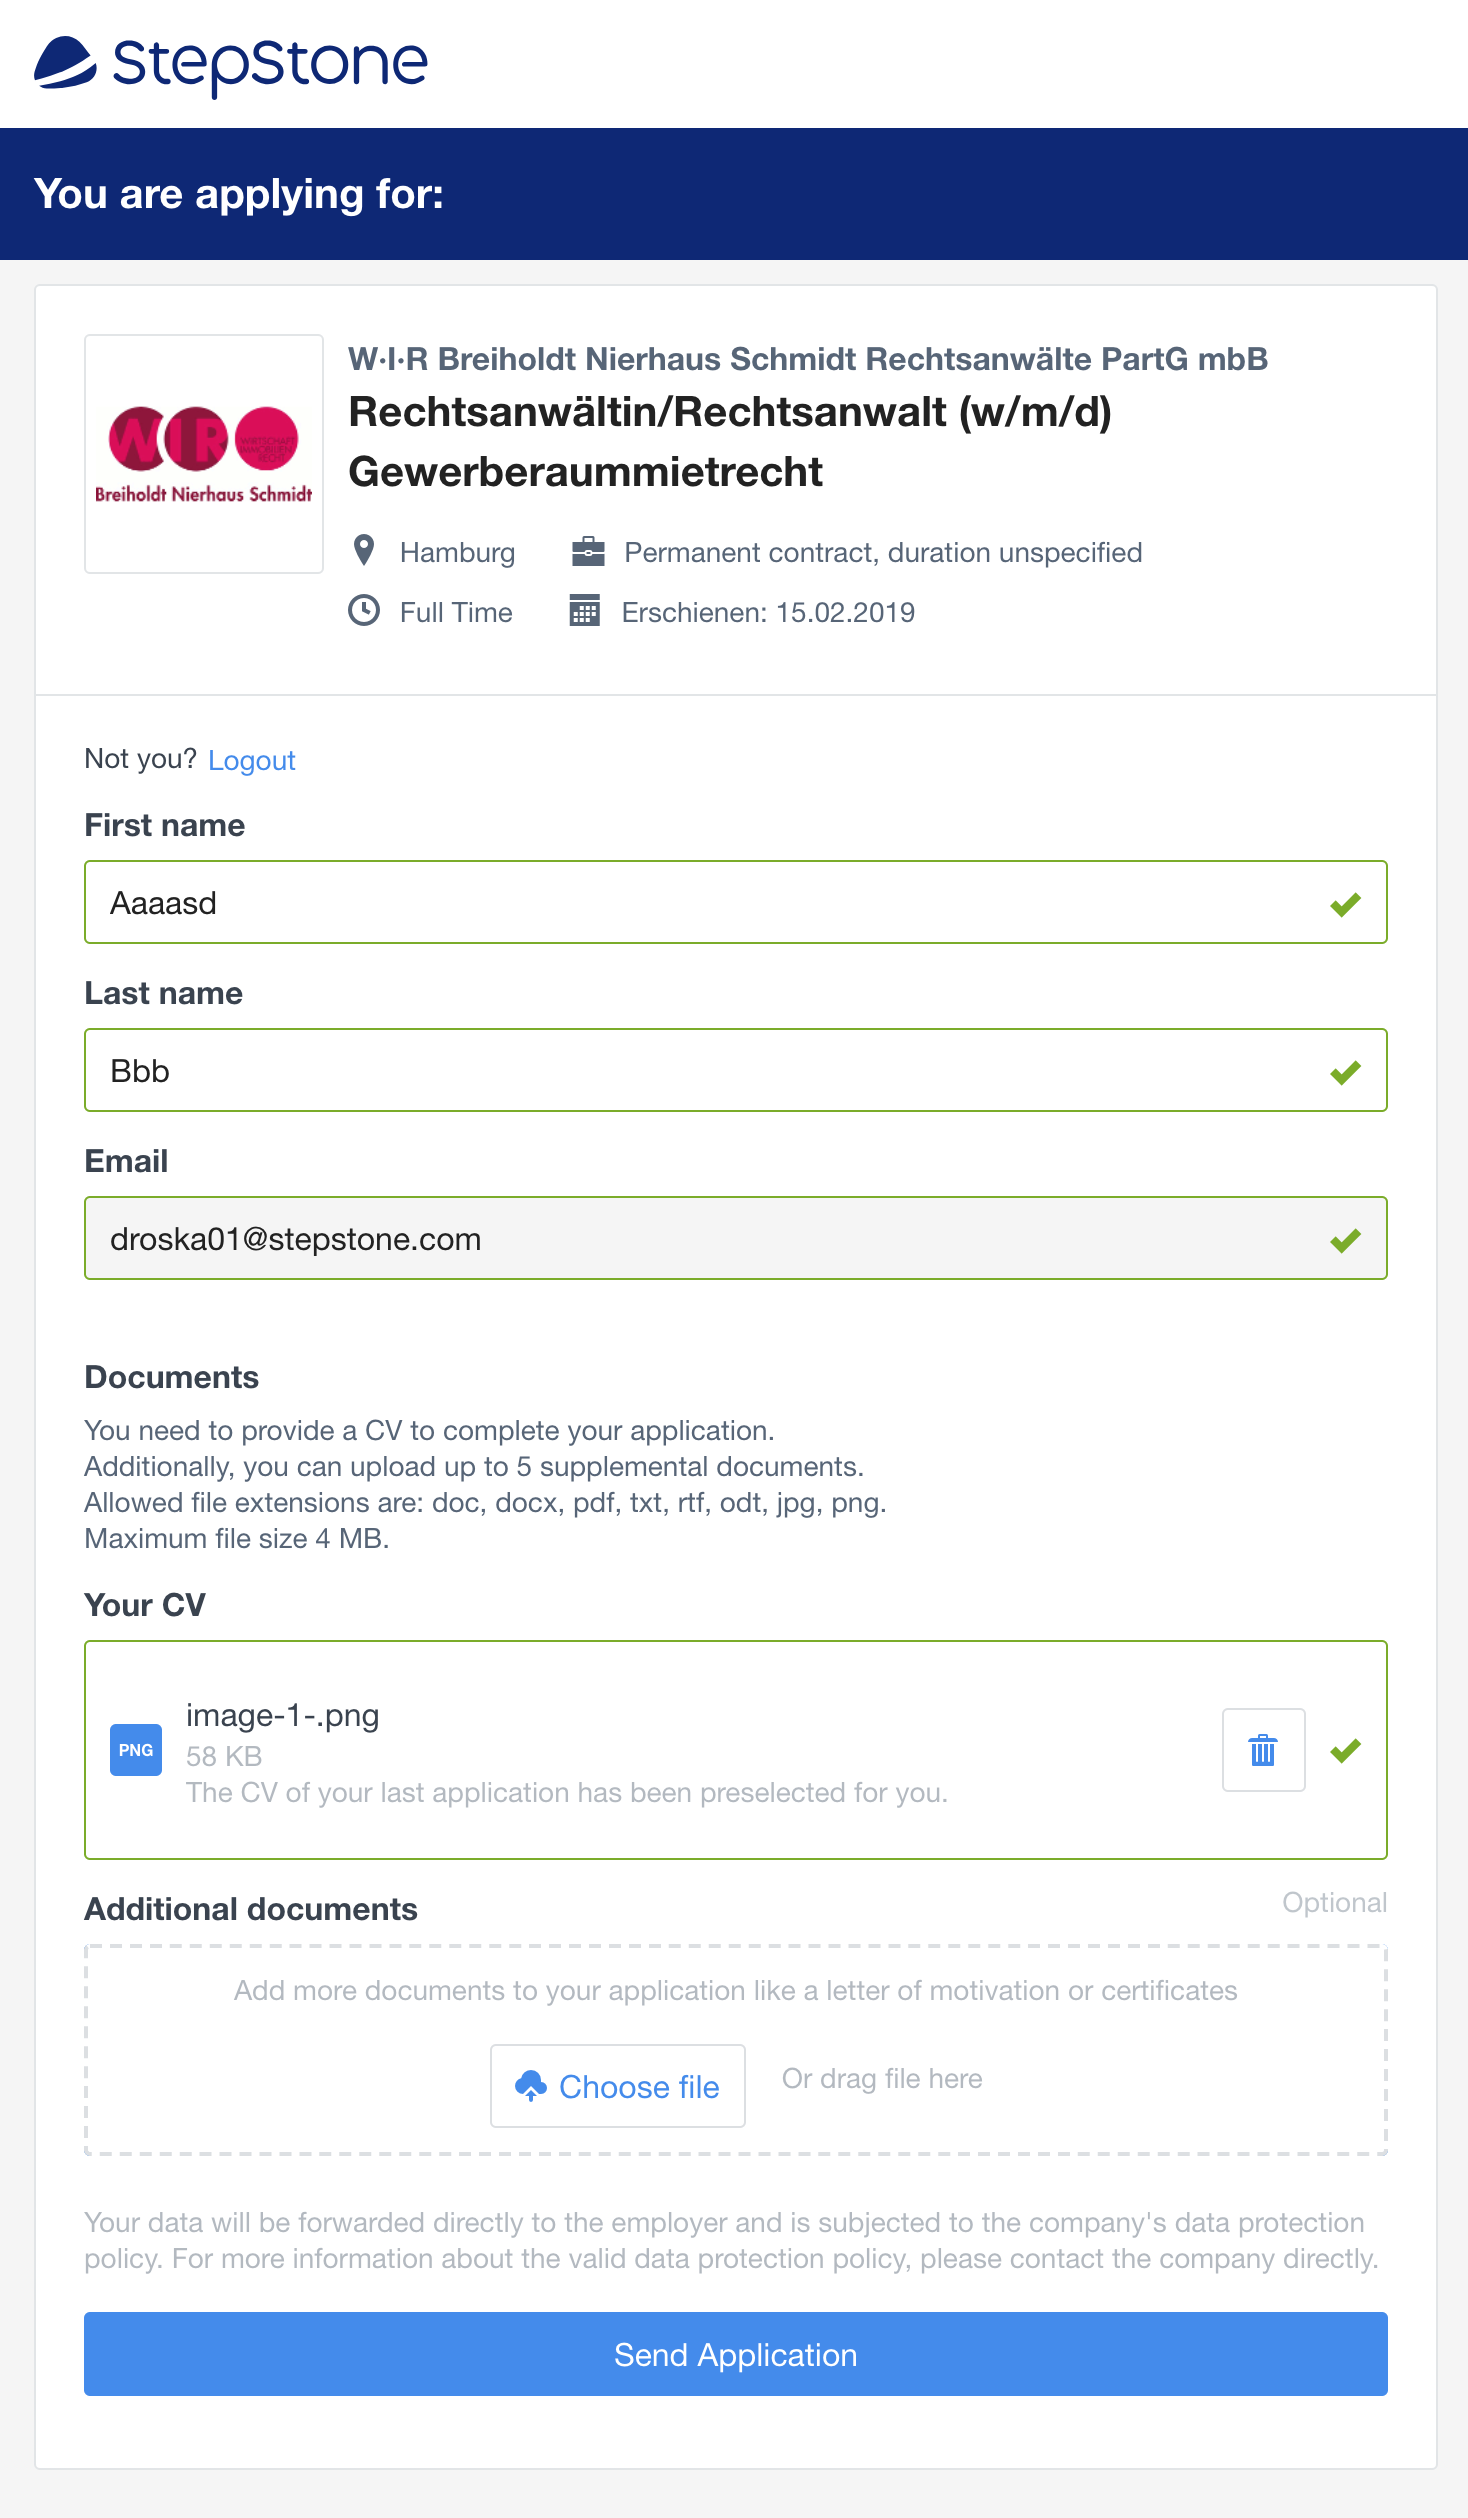 StepStone
You are applying for:
WIR
WIRTSCHAFT
IMMOBILIEN
RECHT
Breiholdt Nierhaus Schmidt
W·I·R Breiholdt Nierhaus Schmidt Rechtsanwälte PartG mbB
Rechtsanwältin/Rechtsanwalt (w/m/d)
Gewerberaummietrecht
Hamburg
Permanent contract, duration unspecified
Full Time
Erschienen: 15.02.2019
Not you? Logout
First name
Aaaasd
Last name
Bbb
Email
droska01@stepstone.com
Documents
You need to provide a CV to complete your application.
Additionally, you can upload up to 5 supplemental documents.
Allowed file extensions are: doc, docx, pdf, txt, rtf, odt, jpg, png.
Maximum file size 4 MB.
Your CV
PNG
image-1-.png
58 KB
The CV of your last application has been preselected for you.
Additional documents
Optional
Add more documents to your application like a letter of motivation or certificates
Choose file
Or drag file here
Your data will be forwarded directly to the employer and is subjected to the company's data protection
policy. For more information about the valid data protection policy, please contact the company directly.
Send Application